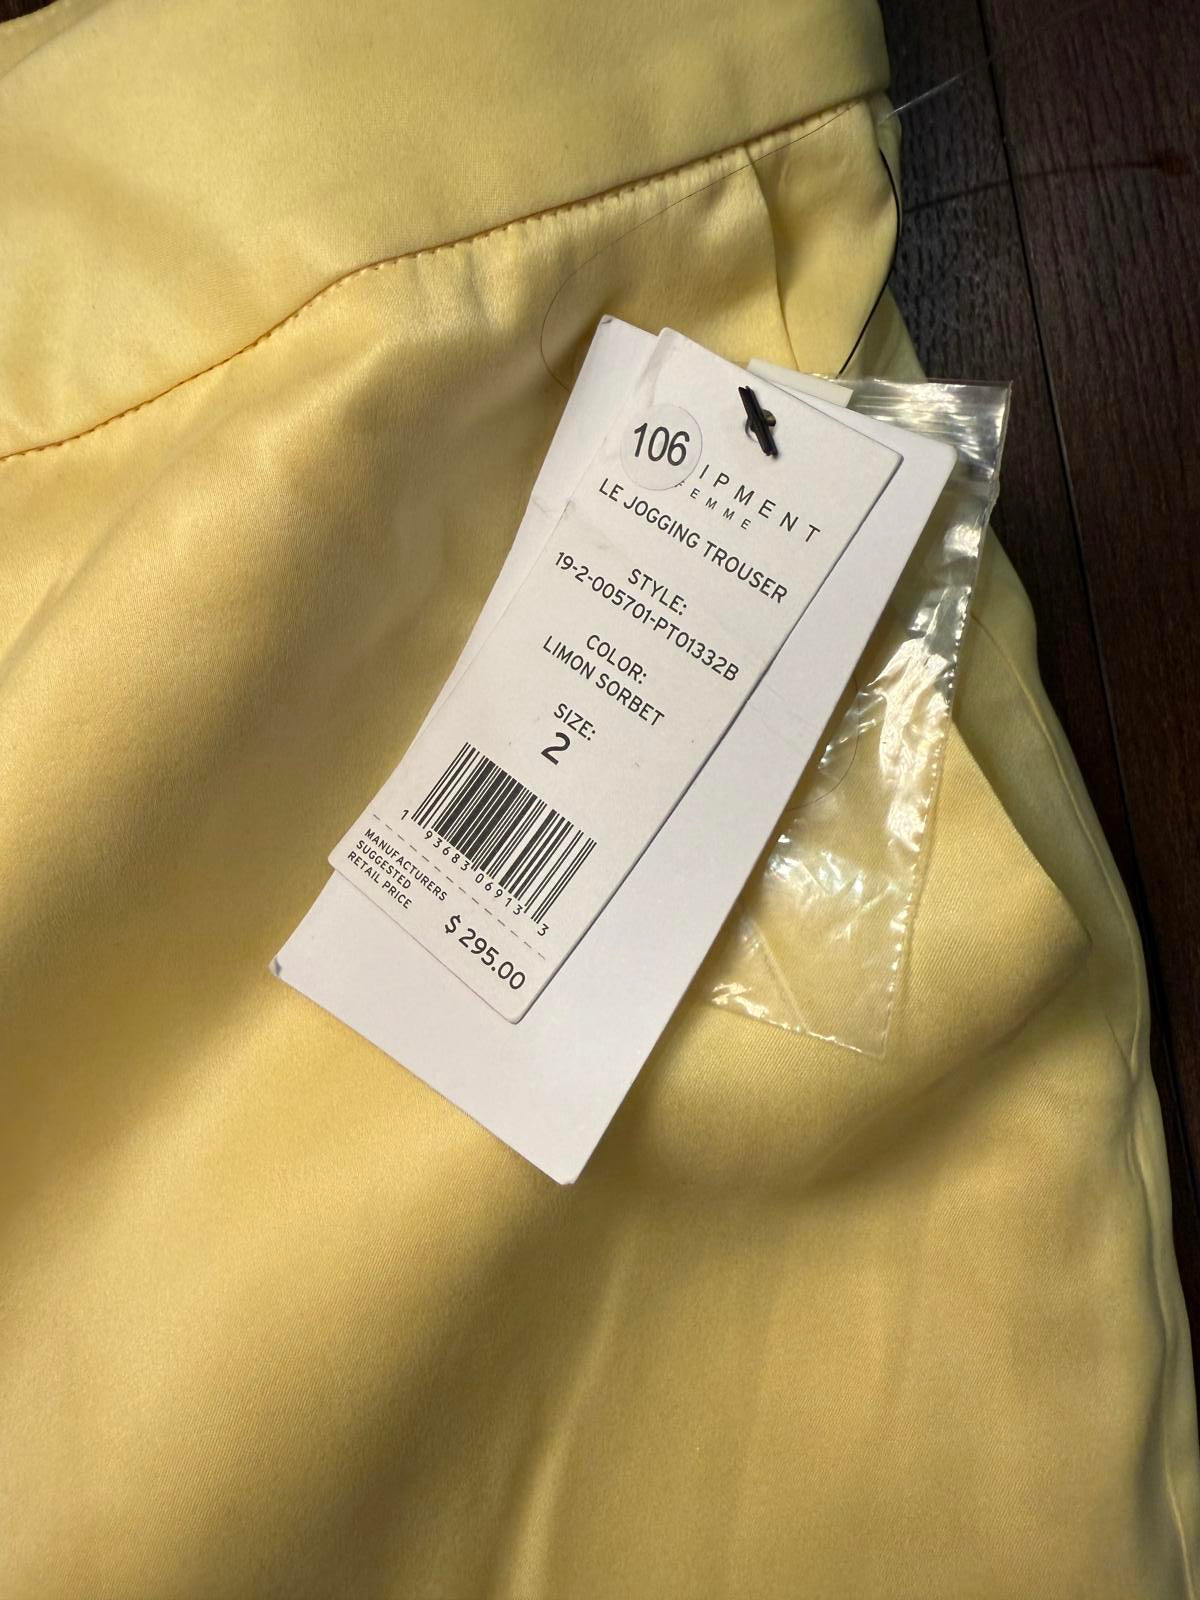 106
IPMENT
FEMME
LE JOGGING TROUSER
STYLE:
19-2-005701-PT01332B
COLOR:
LIMON SORBET
SIZE:
2
1 93683 06913 3
MANUFACTURERS
SUGGESTED
RETAIL PRICE
$ 295.00